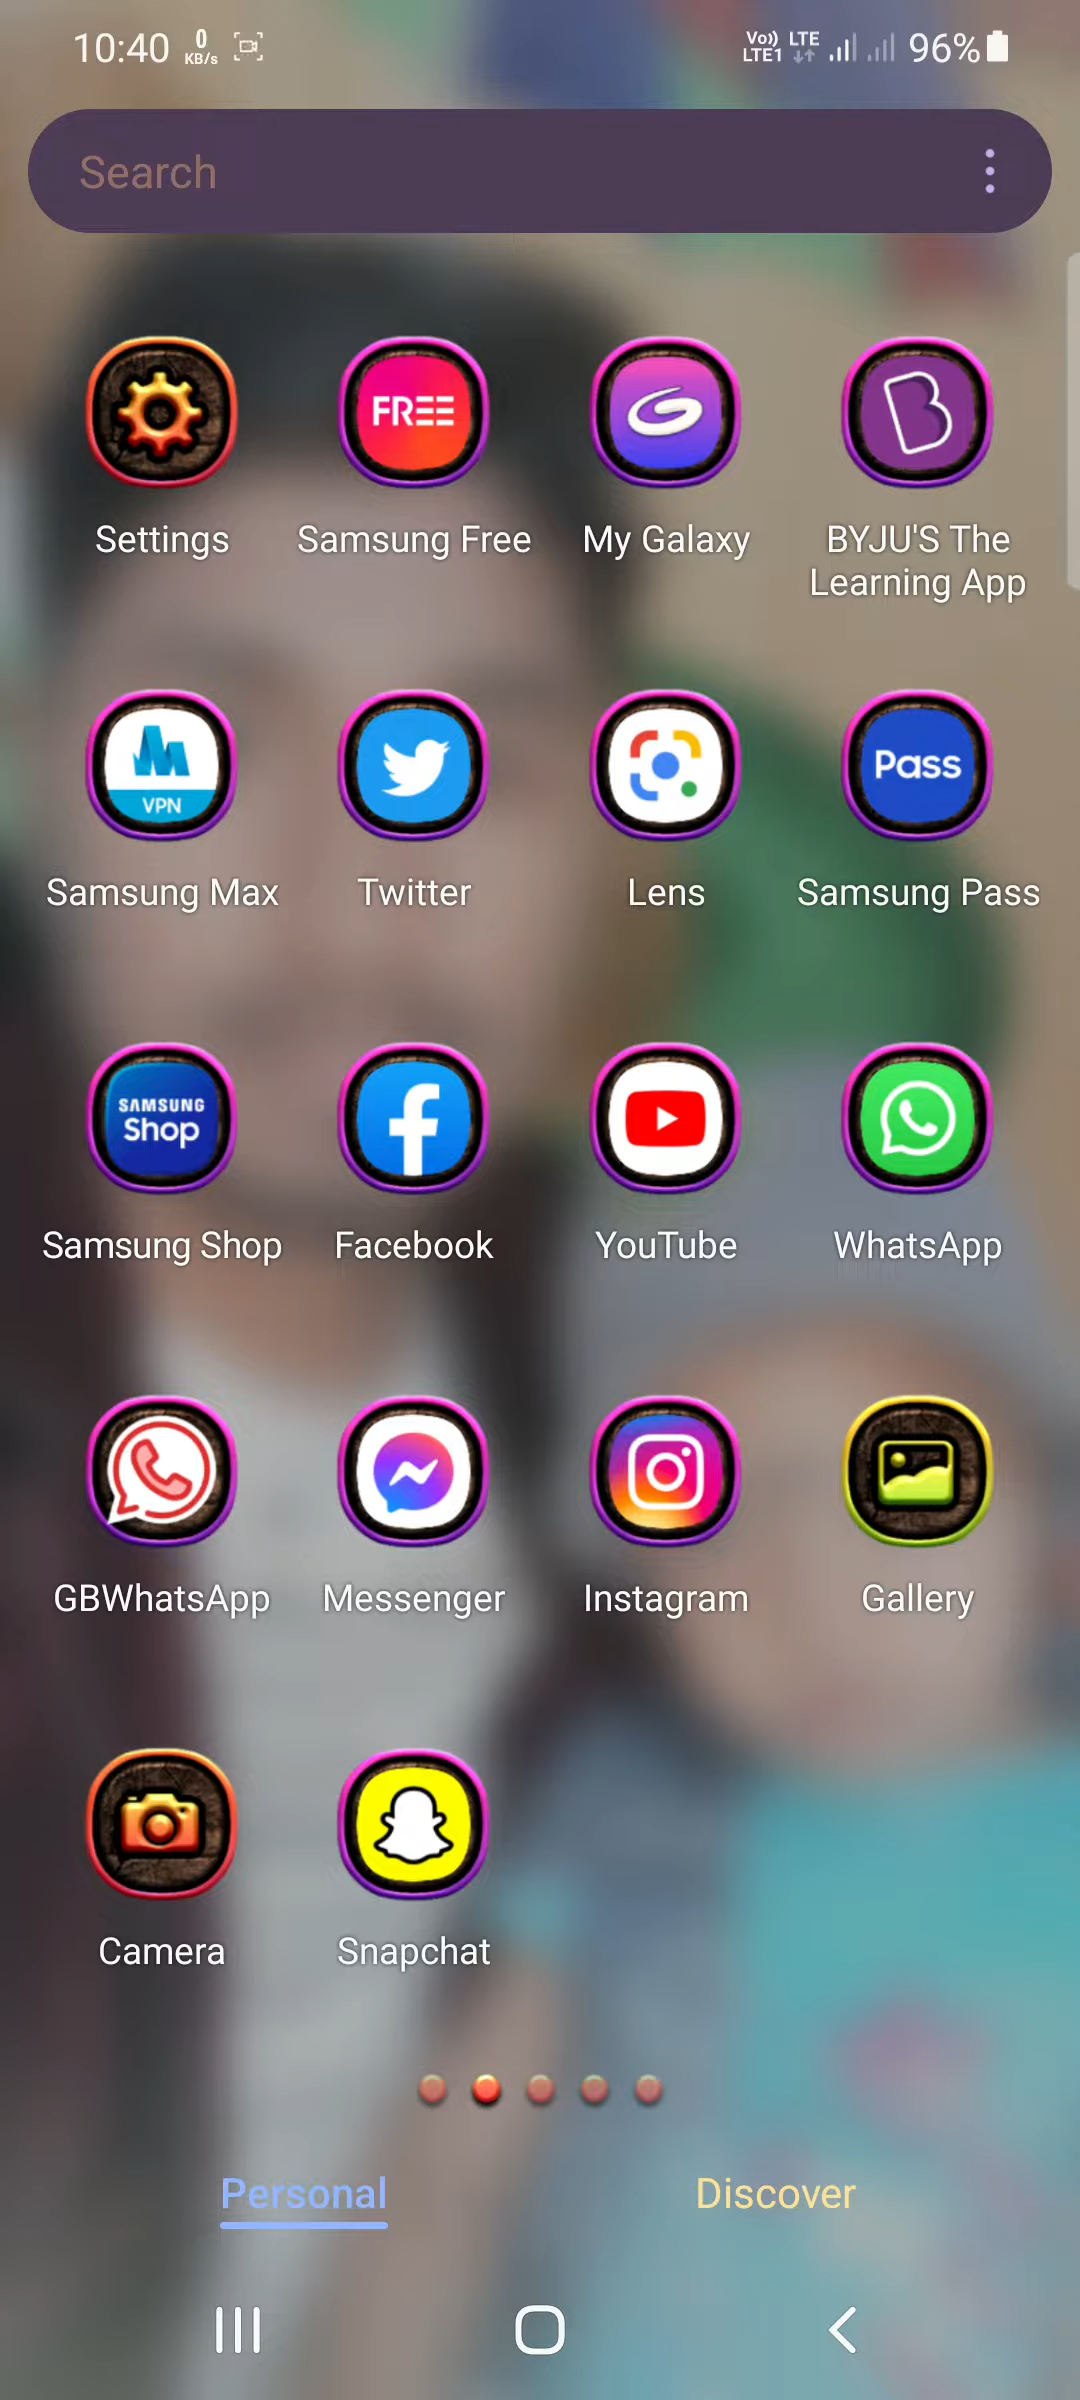 10:40 0 KB/s Vo)) LTE1 LTE 96%
Search
FREE
Settings Samsung Free My Galaxy BYJU'S The Learning App
VPN Pass
Samsung Max Twitter Lens Samsung Pass
SAMSUNG Shop
Samsung Shop Facebook YouTube WhatsApp
GBWhatsApp Messenger Instagram Gallery
Camera Snapchat
Personal Discover